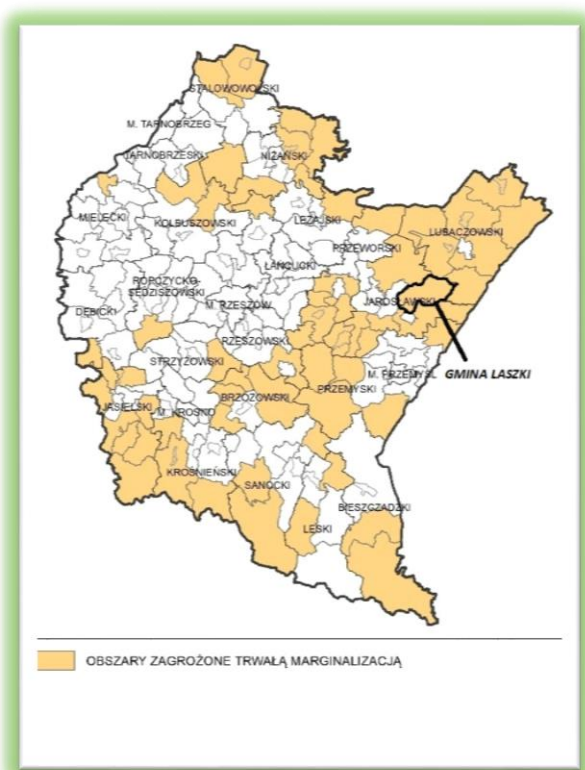 STALOWOWOLSKI
M. TARNOBRZEG
TARNOBRZESKI
NIŻAŃSKI
MIELECKI
KOLBUSZOWSKI
LEŻAJSKI
LUBACZOWSKI
PRZEWORSKI
ŁAŃCUCKI
ROPCZYCKO-
SĘDZISZOWSKI
M. RZESZÓW
JAROSŁAWSKI
DĘBICKI
RZESZOWSKI
STRZYŻOWSKI
M. PRZEMYŚL
GMINA LASZKI
PRZEMYSKI
BRZOZOWSKI
JASIELSKI
M. KROSNO
KROŚNIEŃSKI
SANOCKI
BIESZCZADZKI
LESKI
OBSZARY ZAGROŻONE TRWAŁĄ MARGINALIZACJĄ